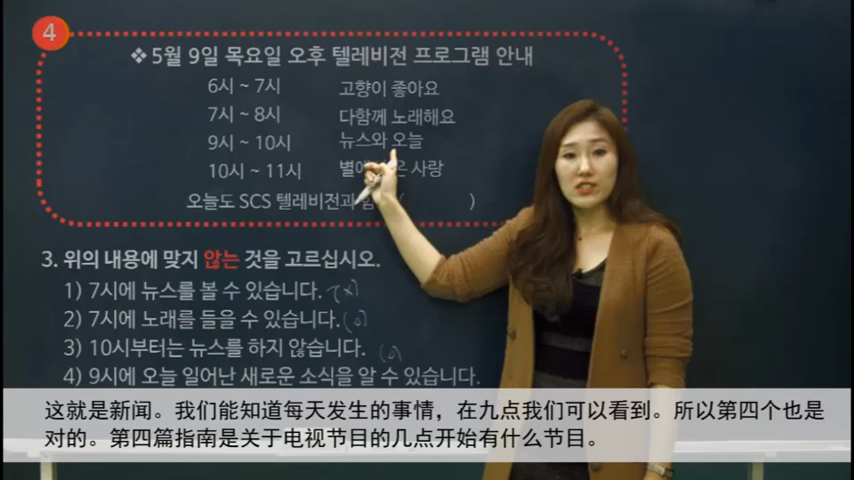 4
❖ 5월 9일 목요일 오후 텔레비전 프로그램 안내
6시 ~ 7시 고향이 좋아요
7시 ~ 8시 다함께 노래해요
9시 ~ 10시 뉴스와 오늘
10시 ~ 11시 사랑
오늘도 SCS 텔레비전과 ( )
3. 위의 내용에 맞지 않는 것을 고르십시오.
1) 7시에 뉴스를 볼 수 있습니다. (x)
2) 7시에 노래를 들을 수 있습니다. (o)
3) 10시부터는 뉴스를 하지 않습니다. (o)
4) 9시에 오늘 일어난 새로운 소식을 알 수 있습니다.
这就是新闻。我们能知道每天发生的事情，在九点我们可以看到。所以第四个也是
对的。第四篇指南是关于电视节目的几点开始有什么节目。